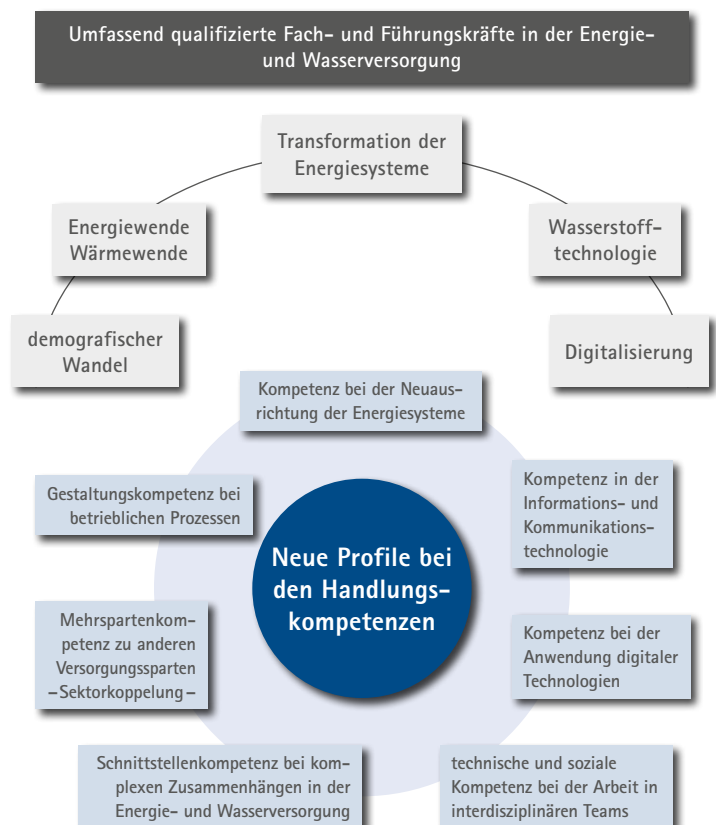 Umfassend qualifizierte Fach- und Führungskräfte in der Energie-
und Wasserversorgung
Transformation der
Energiesysteme
Energiewende
Wärmewende
Wasserstoff-
technologie
demografischer
Wandel
Digitalisierung
Kompetenz bei der Neuaus-
richtung der Energiesysteme
Gestaltungskompetenz bei
betrieblichen Prozessen
Kompetenz in der
Informations- und
Kommunikations-
technologie
Neue Profile bei
den Handlungs-
kompetenzen
Mehrspartenkom-
petenz zu anderen
Versorgungssparten
–Sektorkoppelung–
Kompetenz bei der
Anwendung digitaler
Technologien
Schnittstellenkompetenz bei kom-
plexen Zusammenhängen in der
Energie- und Wasserversorgung
technische und soziale
Kompetenz bei der Arbeit in
interdisziplinären Teams